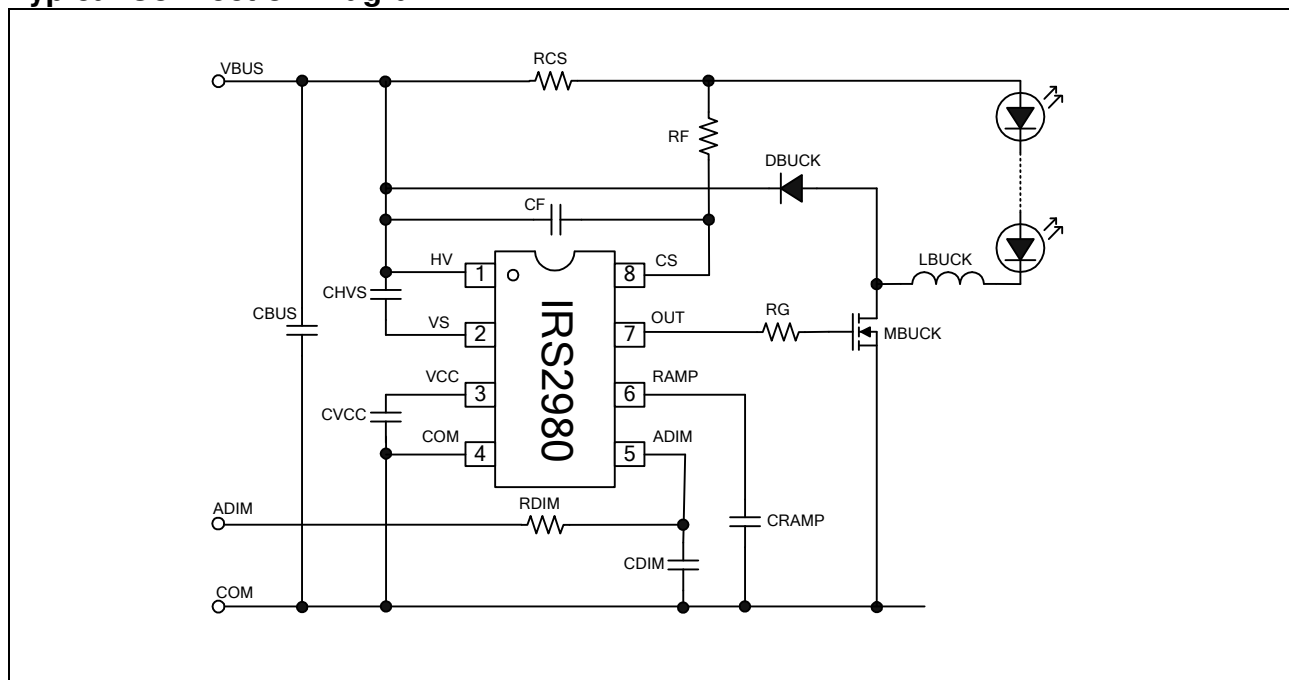 VBUS
RCS
RF
DBUCK
CF
HV
1
8
CS
LBUCK
CHVS
CBUS
VS
2
7
OUT
RG
MBUCK
IRS2980
VCC
3
6
RAMP
CVCC
COM
4
5
ADIM
ADIM
RDIM
CRAMP
CDIM
COM